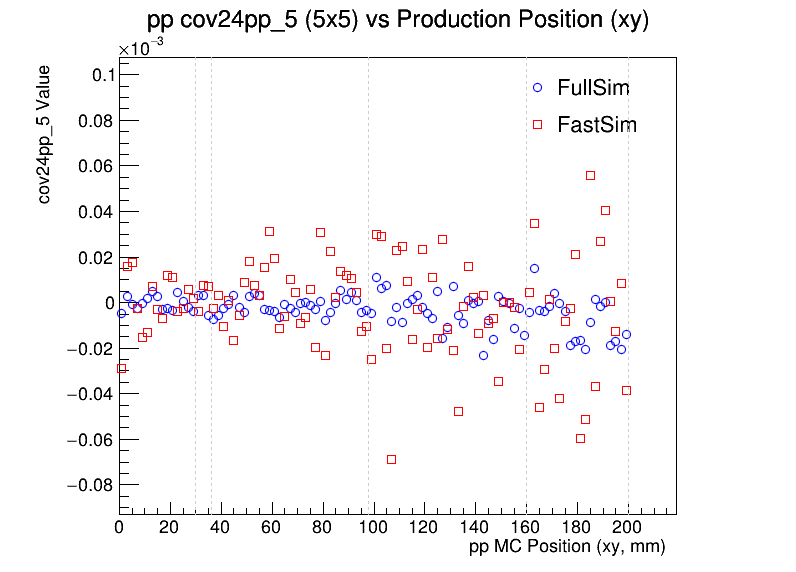 pp cov24pp_5 (5x5) vs Production Position (xy)
×10⁻³
cov24pp_5 Value
0.1
0.08
0.06
0.04
0.02
0
−0.02
−0.04
−0.06
−0.08
FullSim
FastSim
0 20 40 60 80 100 120 140 160 180 200
pp MC Position (xy, mm)